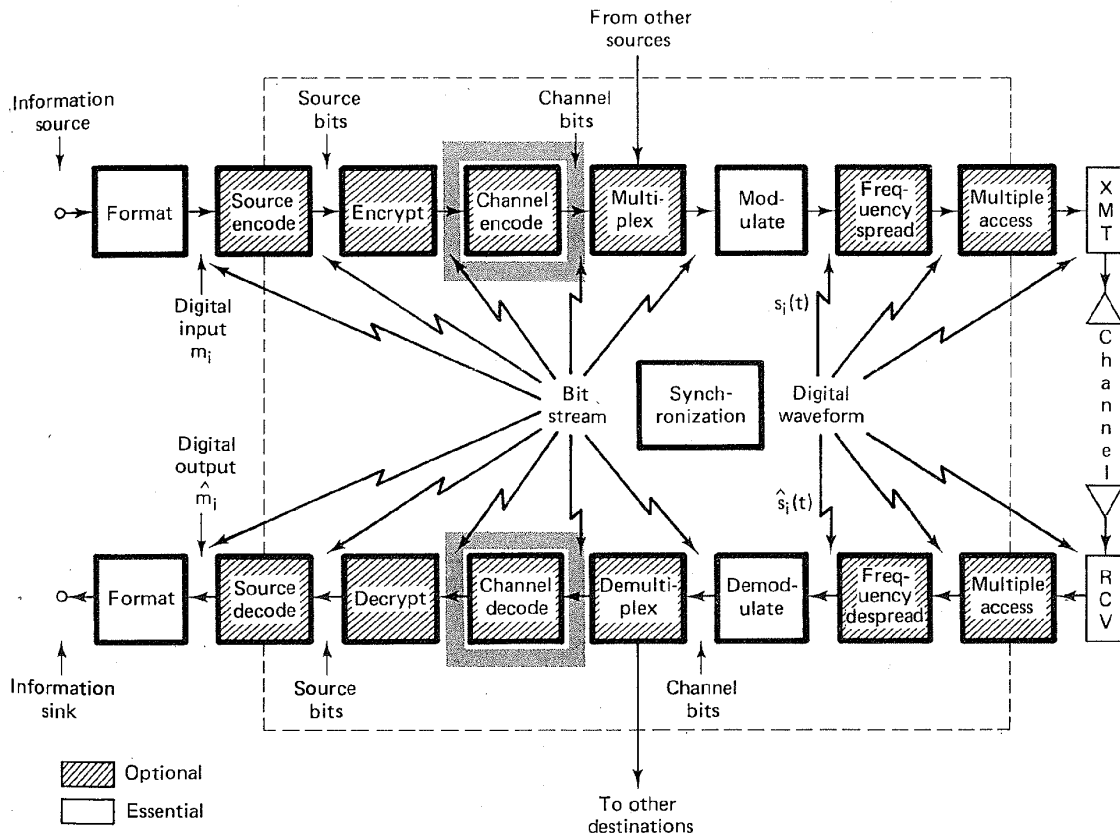 From other
sources
Information
source
Source
bits
Channel
bits
Format
Source
encode
Encrypt
Channel
encode
Multi-
plex
Mod-
ulate
Freq-
uency
spread
Multiple
access
X
M
T
Digital
input
m_i
s_i(t)
C
h
a
n
n
e
l
Bit
stream
Synch-
ronization
Digital
waveform
Digital
output
m̂_i
ŝ_i(t)
Format
Source
decode
Decrypt
Channel
decode
Demulti-
plex
Demod-
ulate
Freq-
uency
despread
Multiple
access
R
C
V
Information
sink
Source
bits
Channel
bits
Optional
Essential
To other
destinations